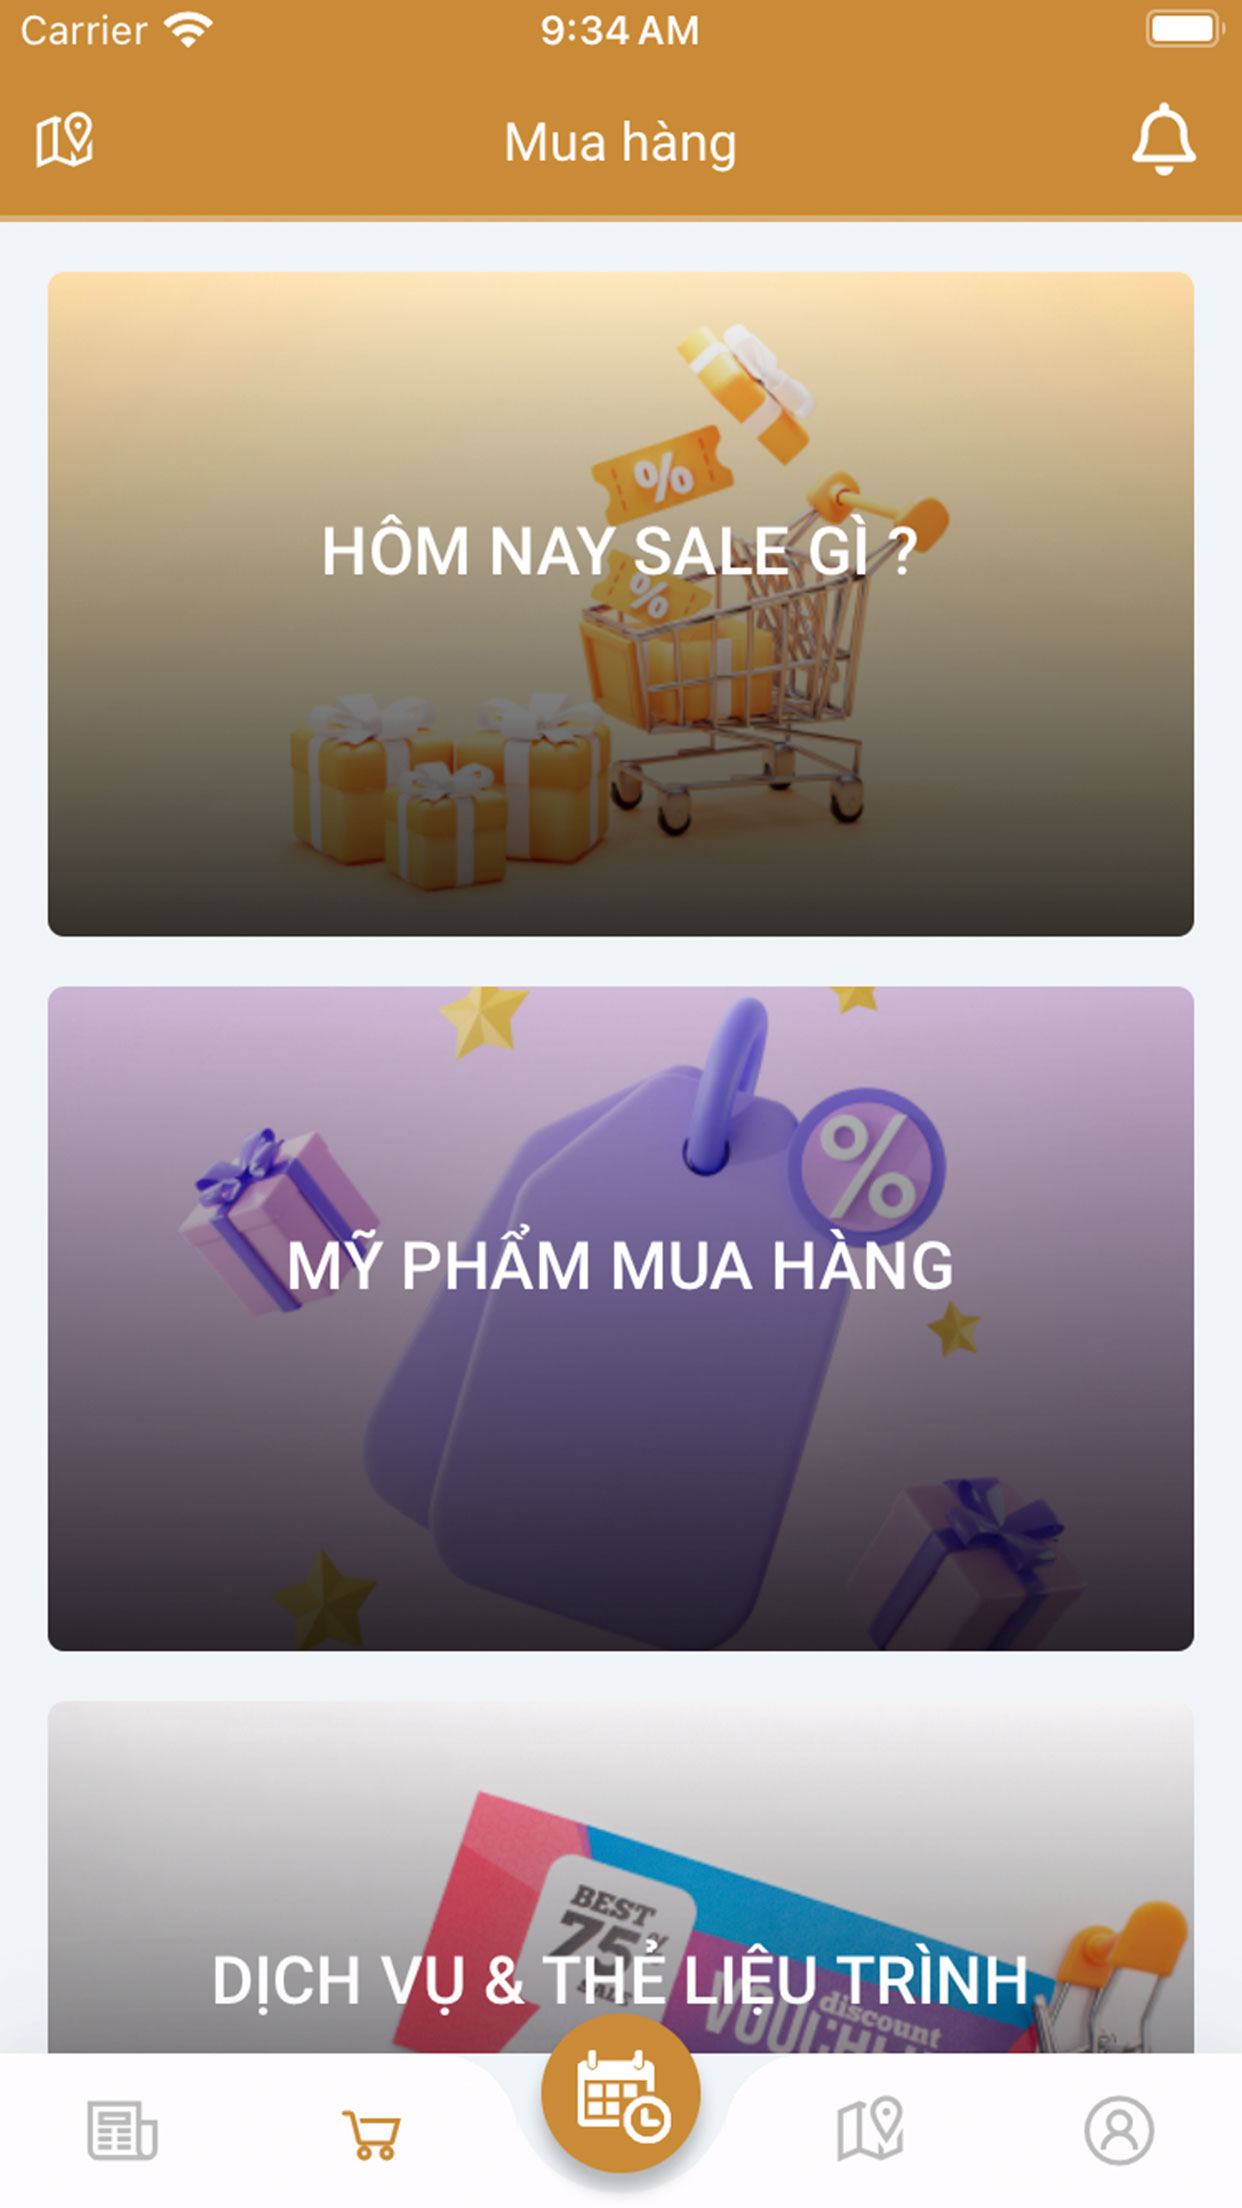 Carrier
9:34 AM
Mua hàng
%
HÔM NAY SALE GÌ ?
%
%
MỸ PHẨM MUA HÀNG
BEST
75%
DỊCH VỤ & THẺ LIỆU TRÌNH
discount